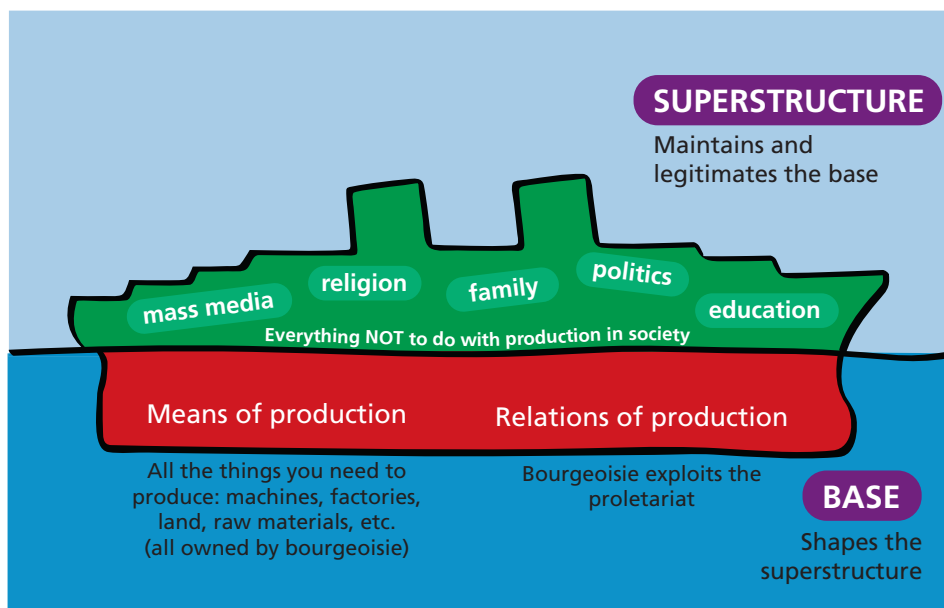 SUPERSTRUCTURE
Maintains and
legitimates the base
mass media
religion
family
politics
education
Everything NOT to do with production in society
Means of production
Relations of production
All the things you need to
produce: machines, factories,
land, raw materials, etc.
(all owned by bourgeoisie)
Bourgeoisie exploits the
proletariat
BASE
Shapes the
superstructure